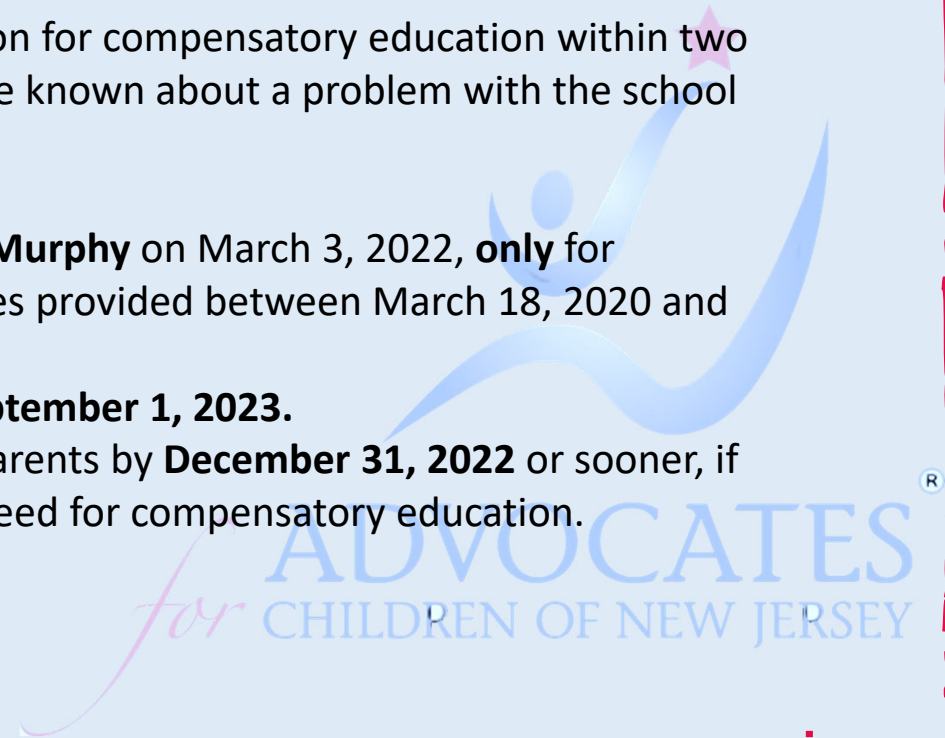 on for compensatory education within two
e known about a problem with the school
Murphy on March 3, 2022, only for
es provided between March 18, 2020 and
ptember 1, 2023.
arents by December 31, 2022 or sooner, if
eed for compensatory education.
®
ADVOCATES
for CHILDREN OF NEW JERSEY